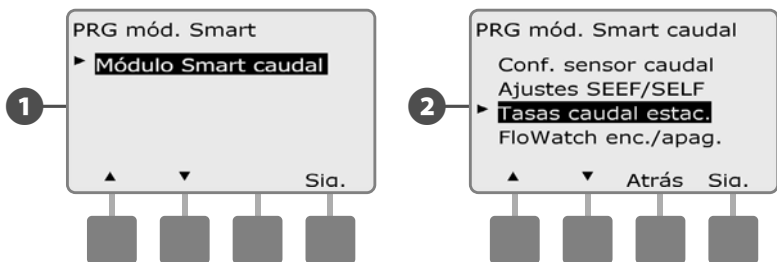 PRG mód. Smart
► Módulo Smart caudal
1
▲ ▼ Sig.
PRG mód. Smart caudal
Conf. sensor caudal
Ajustes SEEF/SELF
► Tasas caudal estac.
2
FloWatch enc./apag.
▲ ▼ Atrás Sig.